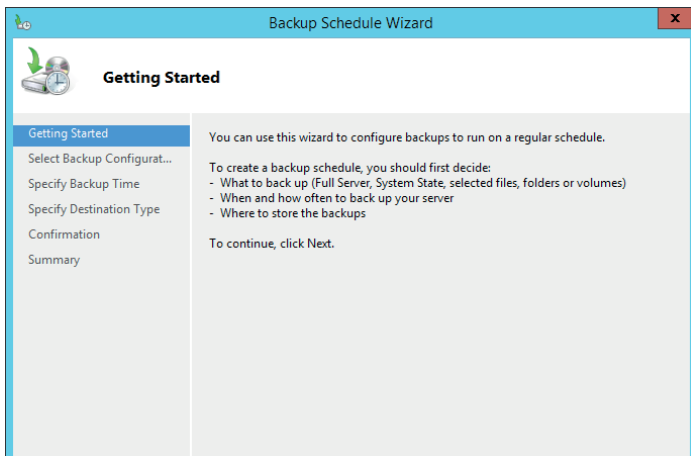 Backup Schedule Wizard
x
Getting Started
Getting Started
Select Backup Configurat...
Specify Backup Time
Specify Destination Type
Confirmation
Summary
You can use this wizard to configure backups to run on a regular schedule.
To create a backup schedule, you should first decide:
- What to back up (Full Server, System State, selected files, folders or volumes)
- When and how often to back up your server
- Where to store the backups
To continue, click Next.